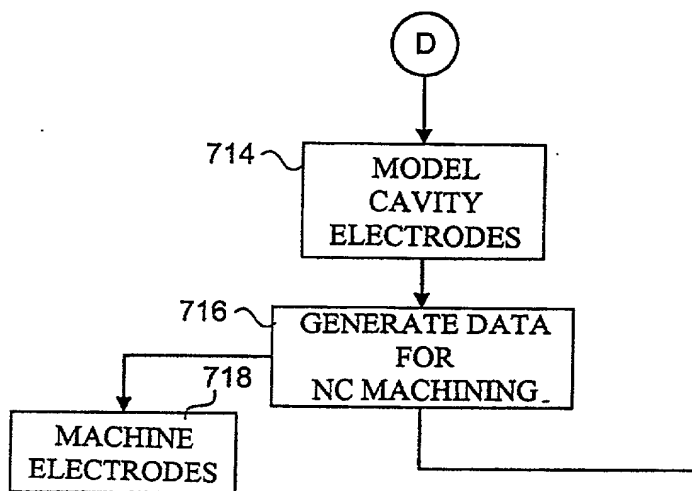 D
714
MODEL
CAVITY
ELECTRODES
716
GENERATE DATA
FOR
NC MACHINING
718
MACHINE
ELECTRODES